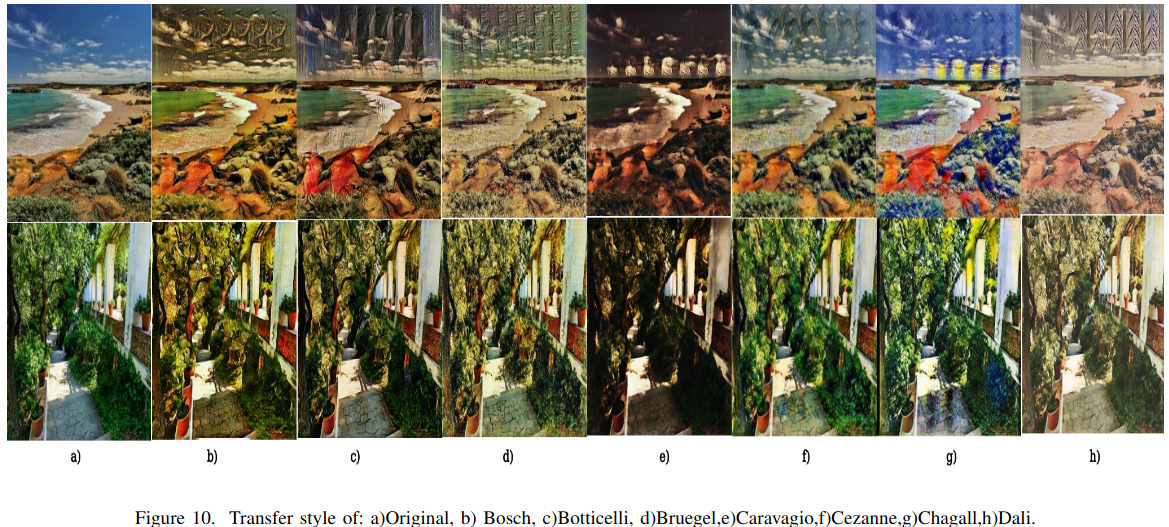 a) b) c) d) e) f) g) h)
Figure 10. Transfer style of: a)Original, b) Bosch, c)Botticelli, d)Bruegel,e)Caravagio,f)Cezanne,g)Chagall,h)Dali.